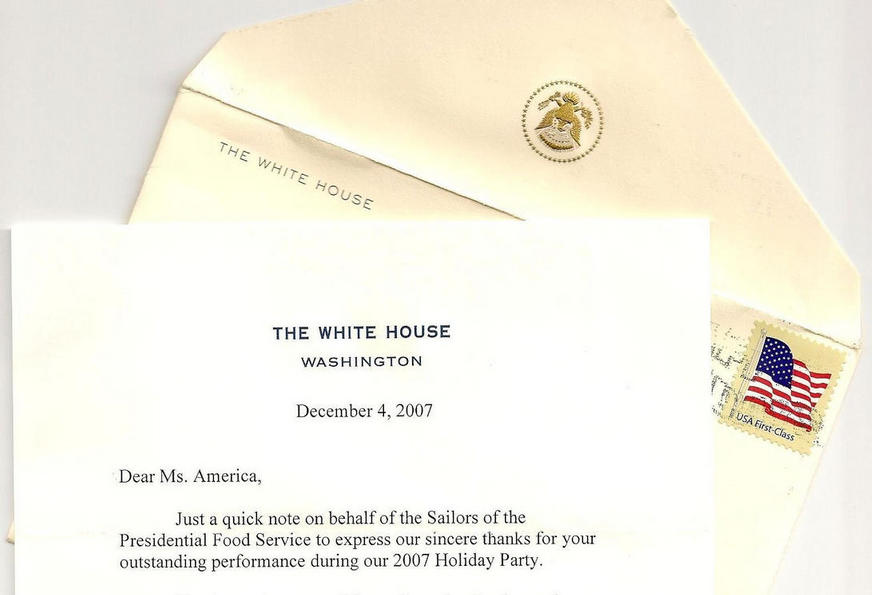 THE WHITE HOUSE
THE WHITE HOUSE
WASHINGTON
December 4, 2007
USA First-Class
Dear Ms. America,
Just a quick note on behalf of the Sailors of the
Presidential Food Service to express our sincere thanks for your
outstanding performance during our 2007 Holiday Party.